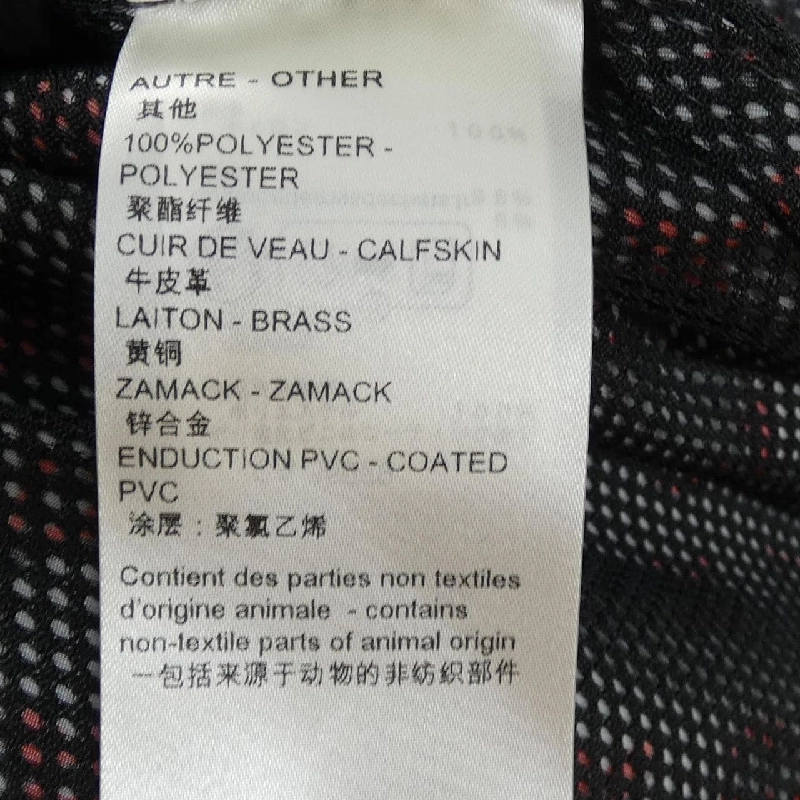 AUTRE - OTHER
其他
100%POLYESTER -
POLYESTER
聚酯纤维
CUIR DE VEAU - CALFSKIN
牛皮革
LAITON - BRASS
黄铜
ZAMACK - ZAMACK
锌合金
ENDUCTION PVC - COATED
PVC
涂层：聚氯乙烯
Contient des parties non textiles
d'origine animale - contains
non-textile parts of animal origin
一包括来源于动物的非纺织部件